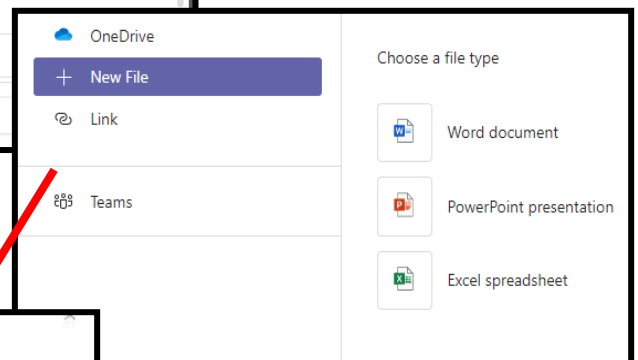 OneDrive
New File
Link
Teams
Choose a file type
Word document
PowerPoint presentation
Excel spreadsheet